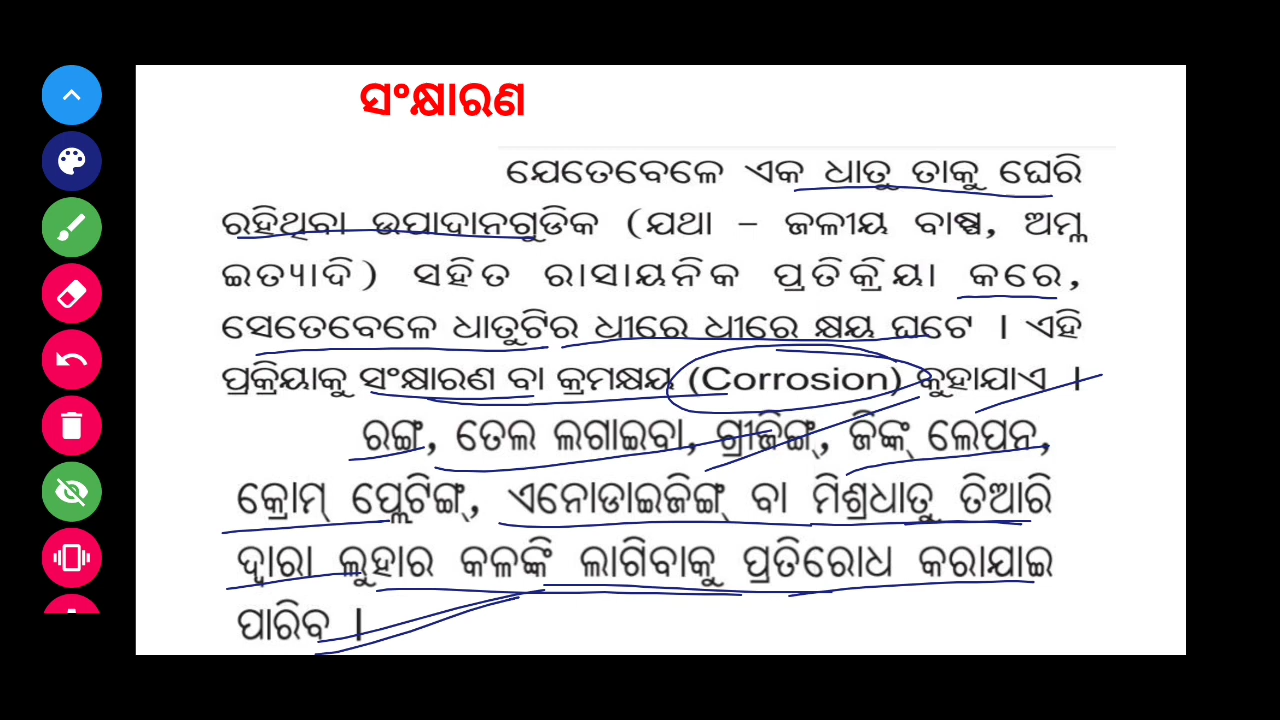 ସଂକ୍ଷାରଣ
ଯେତେବେଳେ ଏକ ଧାତୁ ତାକୁ ଘେରି
ରହିଥିବା ଉପାଦାନଗୁଡିକ (ଯଥା – ଜଳୀୟ ବାଷ୍ପ, ଅମ୍ଳ
ଇତ୍ୟାଦି) ସହିତ ରାସାୟନିକ ପ୍ରତିକ୍ରିୟା କରେ,
ସେତେବେଳେ ଧାତୁଟିର ଧୀରେ ଧୀରେ କ୍ଷୟ ଘଟେ । ଏହି
ପ୍ରକ୍ରିୟାକୁ ସଂକ୍ଷାରଣ ବା କ୍ରମକ୍ଷୟ (Corrosion) କୁହାଯାଏ ।
ରଙ୍ଗ, ତେଲ ଲଗାଇବା, ଗ୍ରୀଜିଙ୍ଗ୍, ଜିଙ୍କ୍ ଲେପନ,
କ୍ରୋମ୍ ପ୍ଲେଟିଙ୍ଗ୍, ଏନୋଡାଇଜିଙ୍ଗ୍ ବା ମିଶ୍ରଧାତୁ ତିଆରି
ଦ୍ୱାରା ଲୁହାର କଳଙ୍କି ଲାଗିବାକୁ ପ୍ରତିରୋଧ କରାଯାଇ
ପାରିବ ।